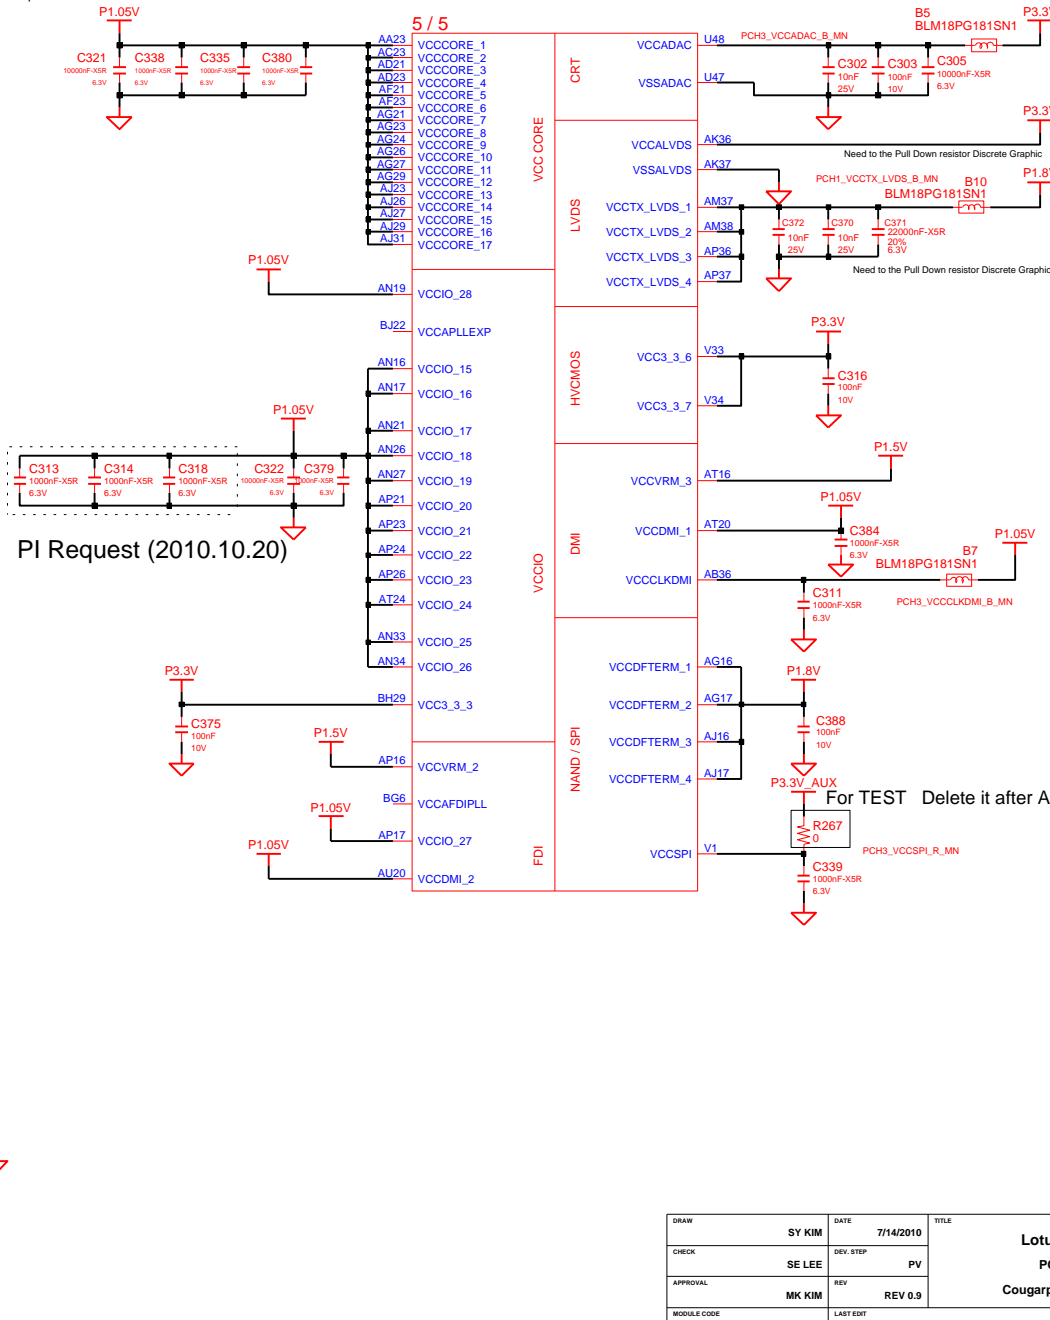 P1.05V
5 / 5
B5
BLM18PG181SN1
C321
10000nF-X5R
6.3V
C338
1000nF-X5R
6.3V
C335
1000nF-X5R
6.3V
C380
1000nF-X5R
6.3V
AA23 VCCCORE_1
AC23 VCCCORE_2
AD21 VCCCORE_3
AD23 VCCCORE_4
AF21 VCCCORE_5
AF23 VCCCORE_6
AG21 VCCCORE_7
AG23 VCCCORE_8
AG24 VCCCORE_9
AG26 VCCCORE_10
AG27 VCCCORE_11
AG29 VCCCORE_12
AJ23 VCCCORE_13
AJ26 VCCCORE_14
AJ27 VCCCORE_15
AJ29 VCCCORE_16
AJ31 VCCCORE_17
VCC CORE
P1.05V
AN19 VCCIO_28
BJ22 VCCAPLLEXP
AN16 VCCIO_15
AN17 VCCIO_16
AN21 VCCIO_17
AN26 VCCIO_18
AN27 VCCIO_19
AP21 VCCIO_20
AP23 VCCIO_21
AP24 VCCIO_22
AP26 VCCIO_23
AT24 VCCIO_24
AN33 VCCIO_25
AN34 VCCIO_26
VCCIO
P1.05V
C313
1000nF-X5R
6.3V
C314
1000nF-X5R
6.3V
C318
1000nF-X5R
6.3V
C322
10000nF-X5R
6.3V
C379
6.3V
PI Request (2010.10.20)
P3.3V
BH29 VCC3_3_3
C375
100nF
10V
P1.5V
AP16 VCCVRM_2
BG6 VCCAFDIPLL
P1.05V
AP17 VCCIO_27
P1.05V
AU20 VCCDMI_2
FDI
CRT
VCCADAC U48
PCH3_VCCADAC_B_MN
VSSADAC U47
C302
10nF
25V
C303
100nF
10V
C305
10000nF-X5R
6.3V
LVDS
VCCALVDS AK36
Need to the Pull Down resistor Discrete Graphic
VSSALVDS AK37
PCH1_VCCTX_LVDS_B_MN
B10
BLM18PG181SN1
VCCTX_LVDS_1 AM37
VCCTX_LVDS_2 AM38
VCCTX_LVDS_3 AP36
VCCTX_LVDS_4 AP37
C372
10nF
25V
C370
10nF
25V
C371
22000nF-X5R
20%
6.3V
Need to the Pull Down resistor Discrete Graphic
HVCMOS
P3.3V
VCC3_3_6 V33
VCC3_3_7 V34
C316
100nF
10V
DMI
P1.5V
VCCVRM_3 AT16
P1.05V
VCCDMI_1 AT20
C384
1000nF-X5R
6.3V
P1.05V
B7
BLM18PG181SN1
VCCCLKDMI AB36
C311
1000nF-X5R
6.3V
PCH3_VCCCLKDMI_B_MN
NAND / SPI
VCCDFTERM_1 AG16
VCCDFTERM_2 AG17
VCCDFTERM_3 AJ16
VCCDFTERM_4 AJ17
P1.8V
C388
100nF
10V
P3.3V_AUX
For TEST Delete it after
R267
0
VCCSPI V1
PCH3_VCCSPI_R_MN
C339
1000nF-X5R
6.3V
DRAW SY KIM
DATE 7/14/2010
TITLE
CHECK SE LEE
DEV. STEP PV
APPROVAL MK KIM
REV REV 0.9
MODULE CODE
LAST EDIT